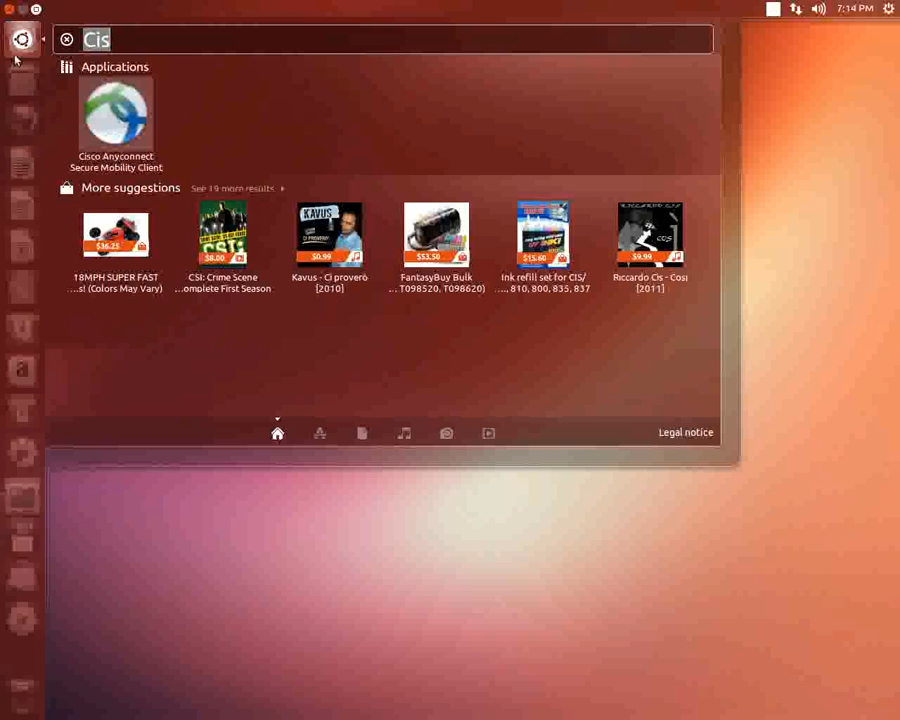 7:14 PM
Cis
Applications
Cisco Anyconnect
Secure Mobility Client
More suggestions
See 19 more results
$36.25
$8.00
KAVUS
$0.99
$53.50
$15.60
$9.99
18MPH SUPER FAST
....s! (Colors May Vary)
CSI: Crime Scene
...omplete First Season
Kavus - Ci proverò
[2010]
FantasyBuy Bulk
... T098520, T098620)
Ink refill set for CIS/
...., 810, 800, 835, 837
Riccardo Cis - Così
[2011]
Legal notice